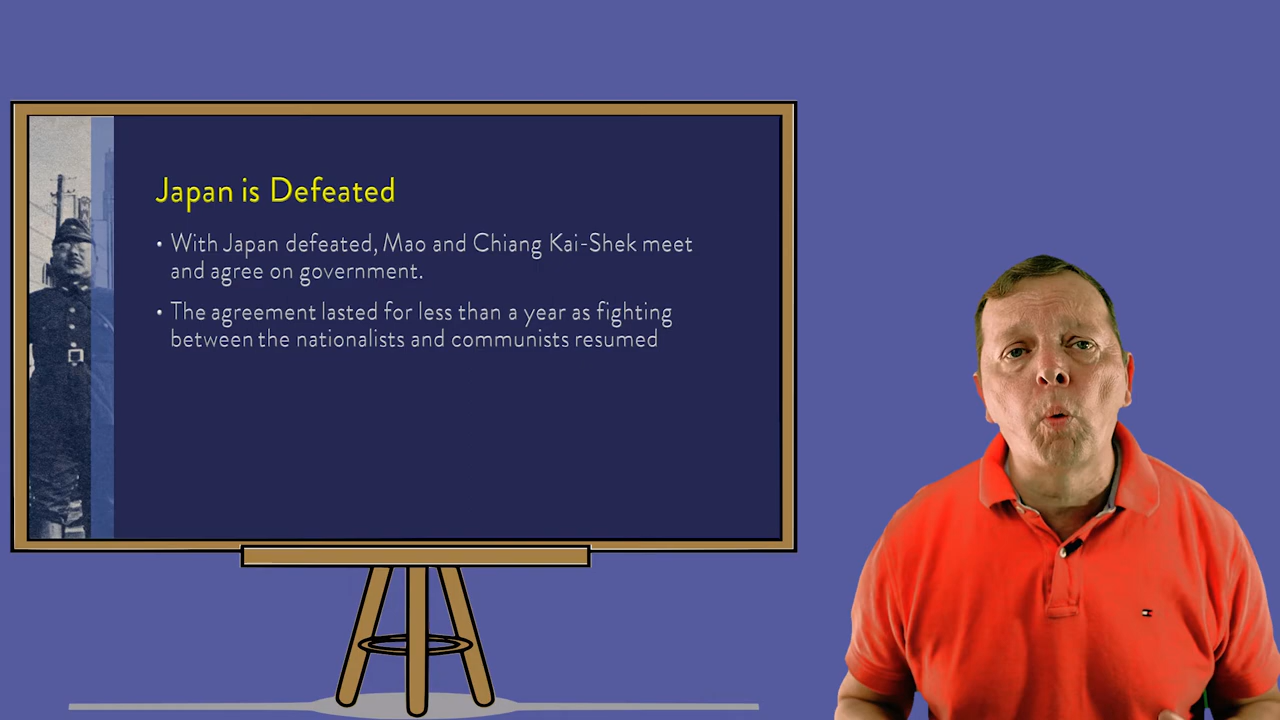 Japan is Defeated
• With Japan defeated, Mao and Chiang Kai-Shek meet
and agree on government.
• The agreement lasted for less than a year as fighting
between the nationalists and communists resumed